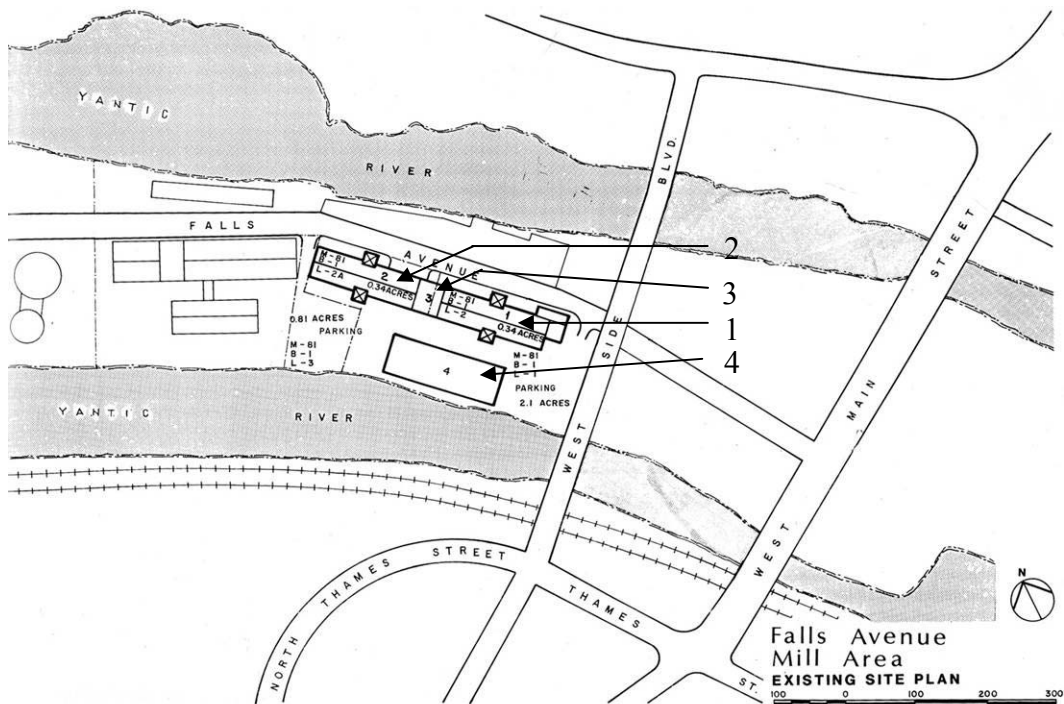 YANTIC
RIVER
FALLS
AVENUE
WEST SIDE BLVD.
WEST MAIN STREET
M-81
B-1
L-2A
2
0.34 ACRES
3
M-81
B-1
L-2
1
0.34 ACRES
2
3
1
4
0.81 ACRES
PARKING
M-81
B-1
L-3
4
M-81
B-1
L-1
PARKING
2.1 ACRES
YANTIC
RIVER
NORTH THAMES STREET
THAMES ST.
N
Falls Avenue
Mill Area
EXISTING SITE PLAN
100 0 100 200 300